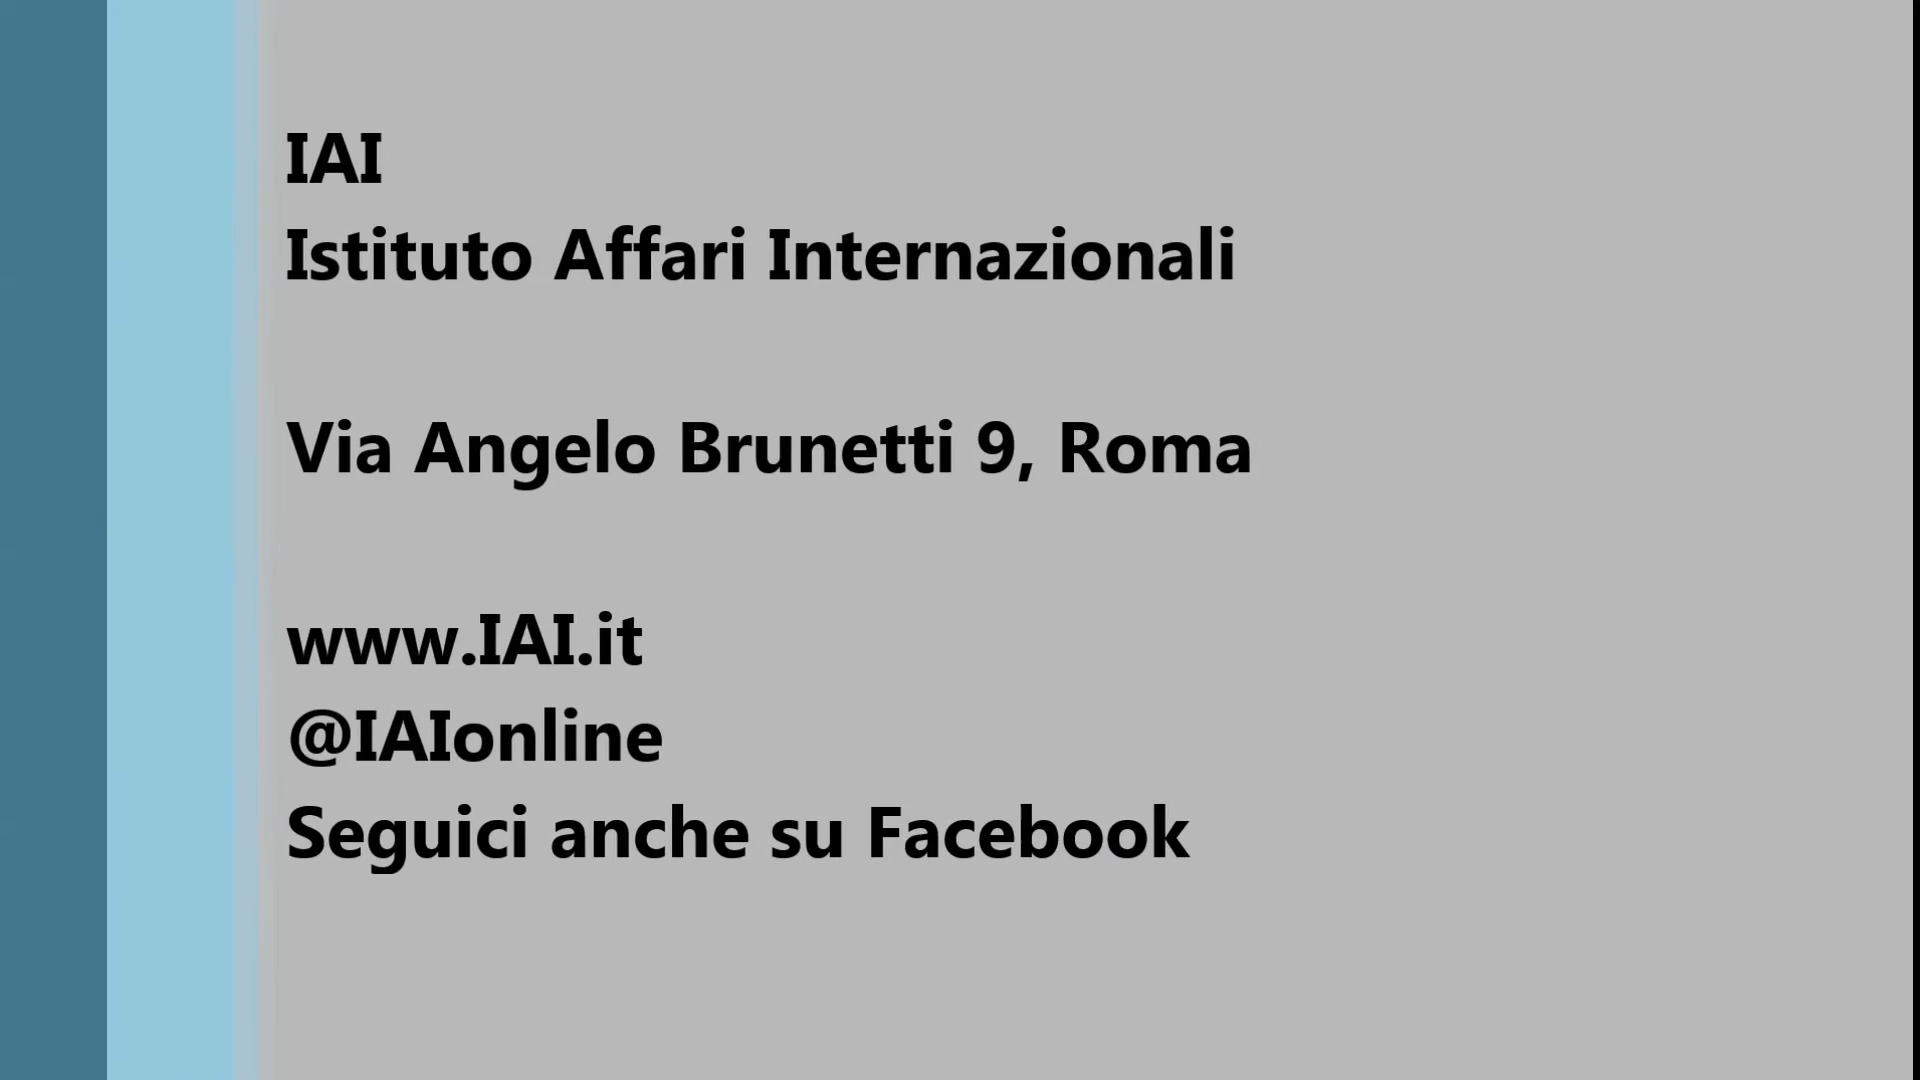 IAI
Istituto Affari Internazionali
Via Angelo Brunetti 9, Roma
www.IAI.it
@IAIonline
Seguici anche su Facebook